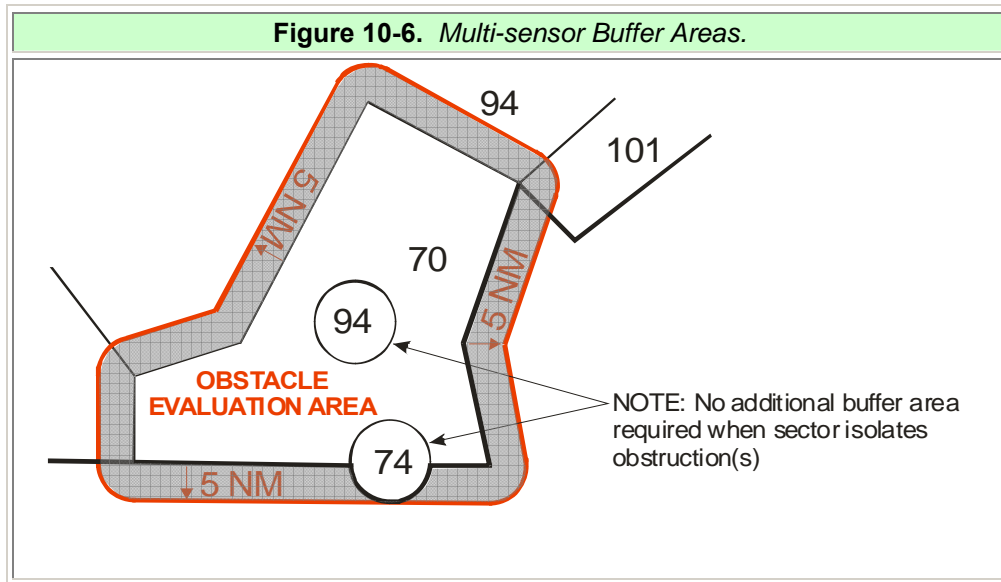 Figure 10-6. Multi-sensor Buffer Areas.
94
101
5 NM
70
5 NM
94
OBSTACLE
EVALUATION AREA
NOTE: No additional buffer area
required when sector isolates
obstruction(s)
74
5 NM